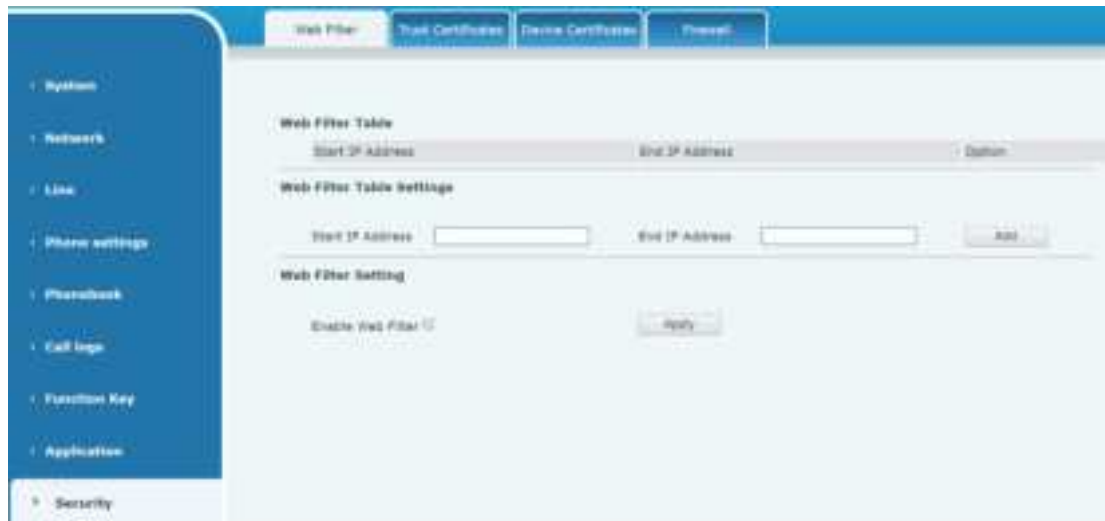 Web Filter
Trust Certificates
Device Certificates
Firewall
System
Network
Line
Phone settings
Phonebook
Call logs
Function Key
Application
Security
Web Filter Table
Start IP Address
End IP Address
Option
Web Filter Table Settings
Start IP Address
End IP Address
Add
Web Filter Setting
Enable Web Filter
Apply